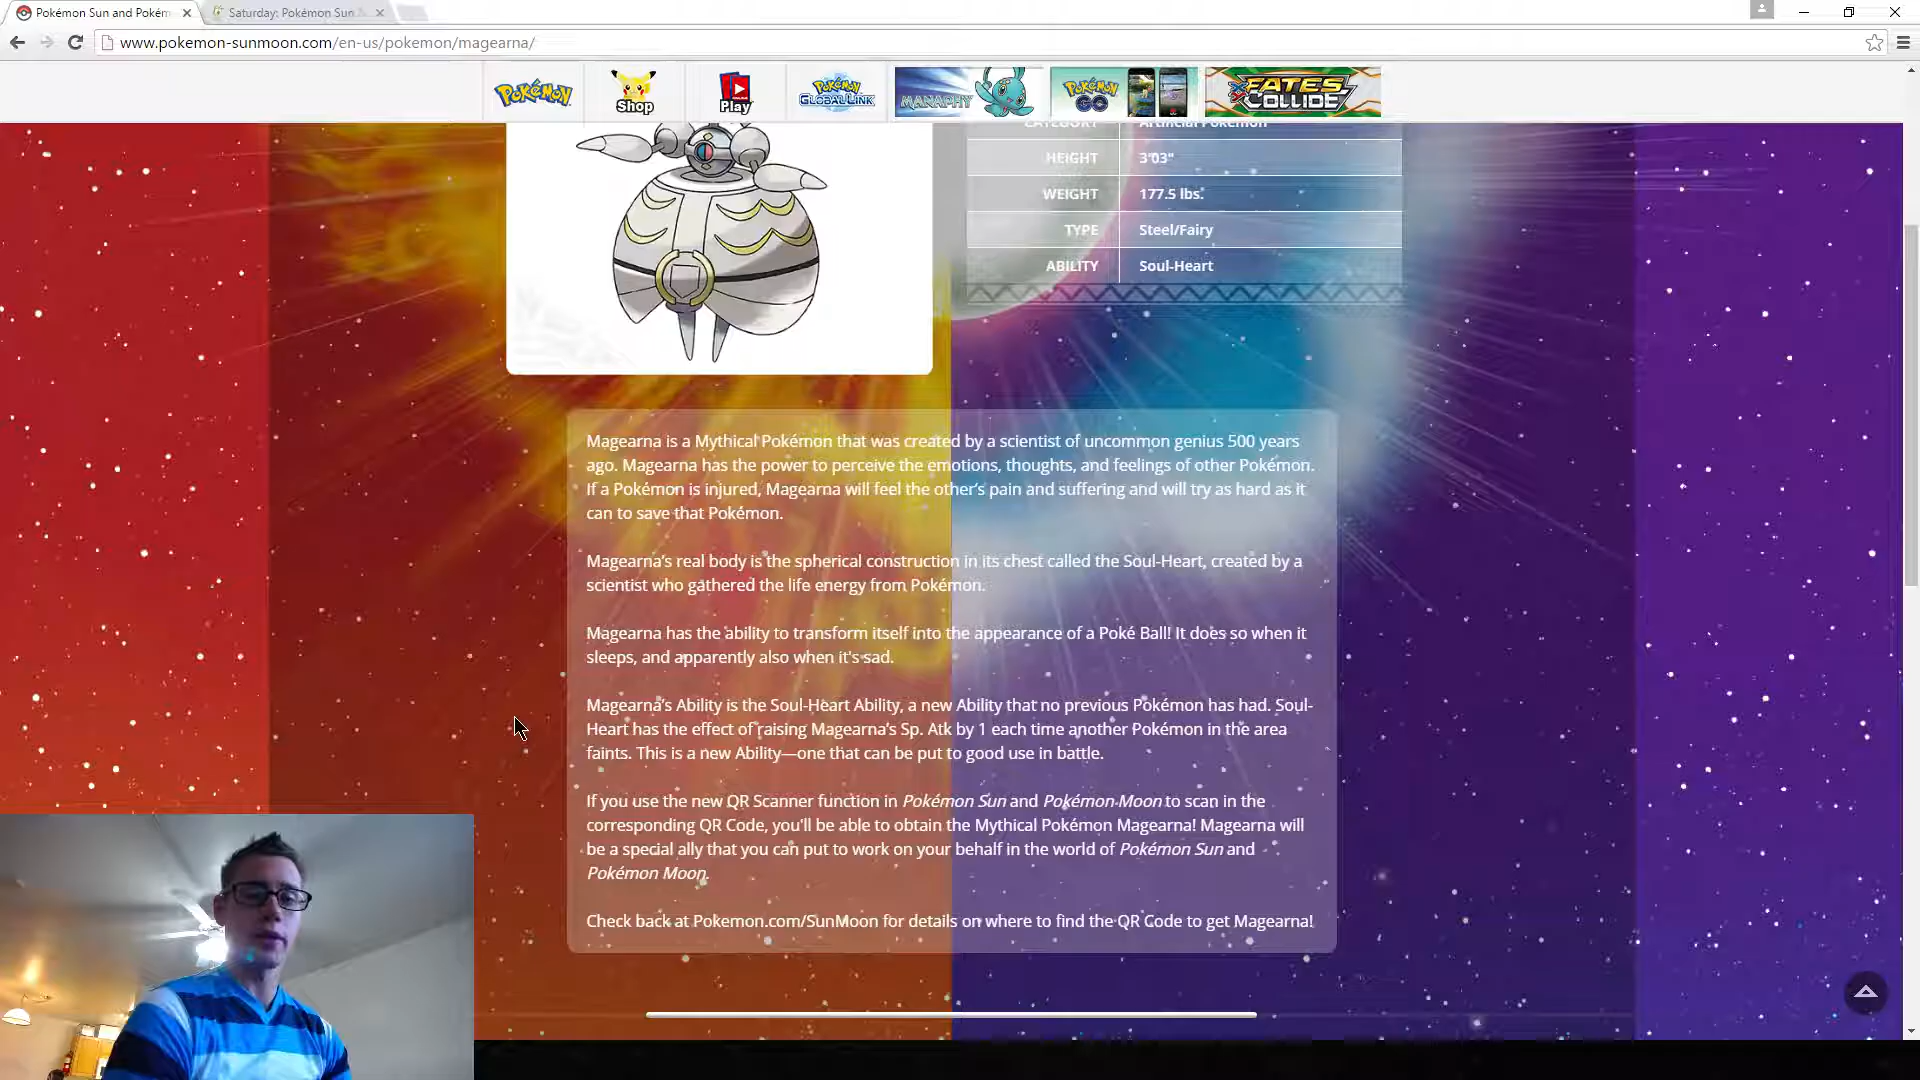 Pokémon Sun and Pokém
Saturday: Pokémon Sun
www.pokemon-sunmoon.com/en-us/pokemon/magearna/
Pokémon
Shop
Play
Pokémon
GLOBAL LINK
MANAPHY
Pokémon
GO
XY
FATES
COLLIDE
CATEGORY Artificial Pokémon
HEIGHT 3'03"
WEIGHT 177.5 lbs.
TYPE Steel/Fairy
ABILITY Soul-Heart
Magearna is a Mythical Pokémon that was created by a scientist of uncommon genius 500 years
ago. Magearna has the power to perceive the emotions, thoughts, and feelings of other Pokémon.
If a Pokémon is injured, Magearna will feel the other's pain and suffering and will try as hard as it
can to save that Pokémon.
Magearna's real body is the spherical construction in its chest called the Soul-Heart, created by a
scientist who gathered the life energy from Pokémon.
Magearna has the ability to transform itself into the appearance of a Poké Ball! It does so when it
sleeps, and apparently also when it's sad.
Magearna's Ability is the Soul-Heart Ability, a new Ability that no previous Pokémon has had. Soul-
Heart has the effect of raising Magearna's Sp. Atk by 1 each time another Pokémon in the area
faints. This is a new Ability—one that can be put to good use in battle.
If you use the new QR Scanner function in Pokémon Sun and Pokémon Moon to scan in the
corresponding QR Code, you'll be able to obtain the Mythical Pokémon Magearna! Magearna will
be a special ally that you can put to work on your behalf in the world of Pokémon Sun and
Pokémon Moon.
Check back at Pokemon.com/SunMoon for details on where to find the QR Code to get Magearna!